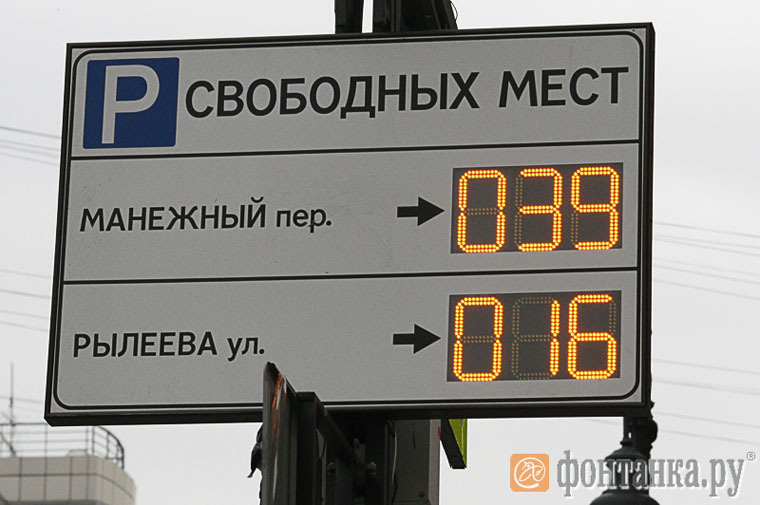 P СВОБОДНЫХ МЕСТ
МАНЕЖНЫЙ пер. → 039
РЫЛЕЕВА ул. → 016
фонтанка.ру®